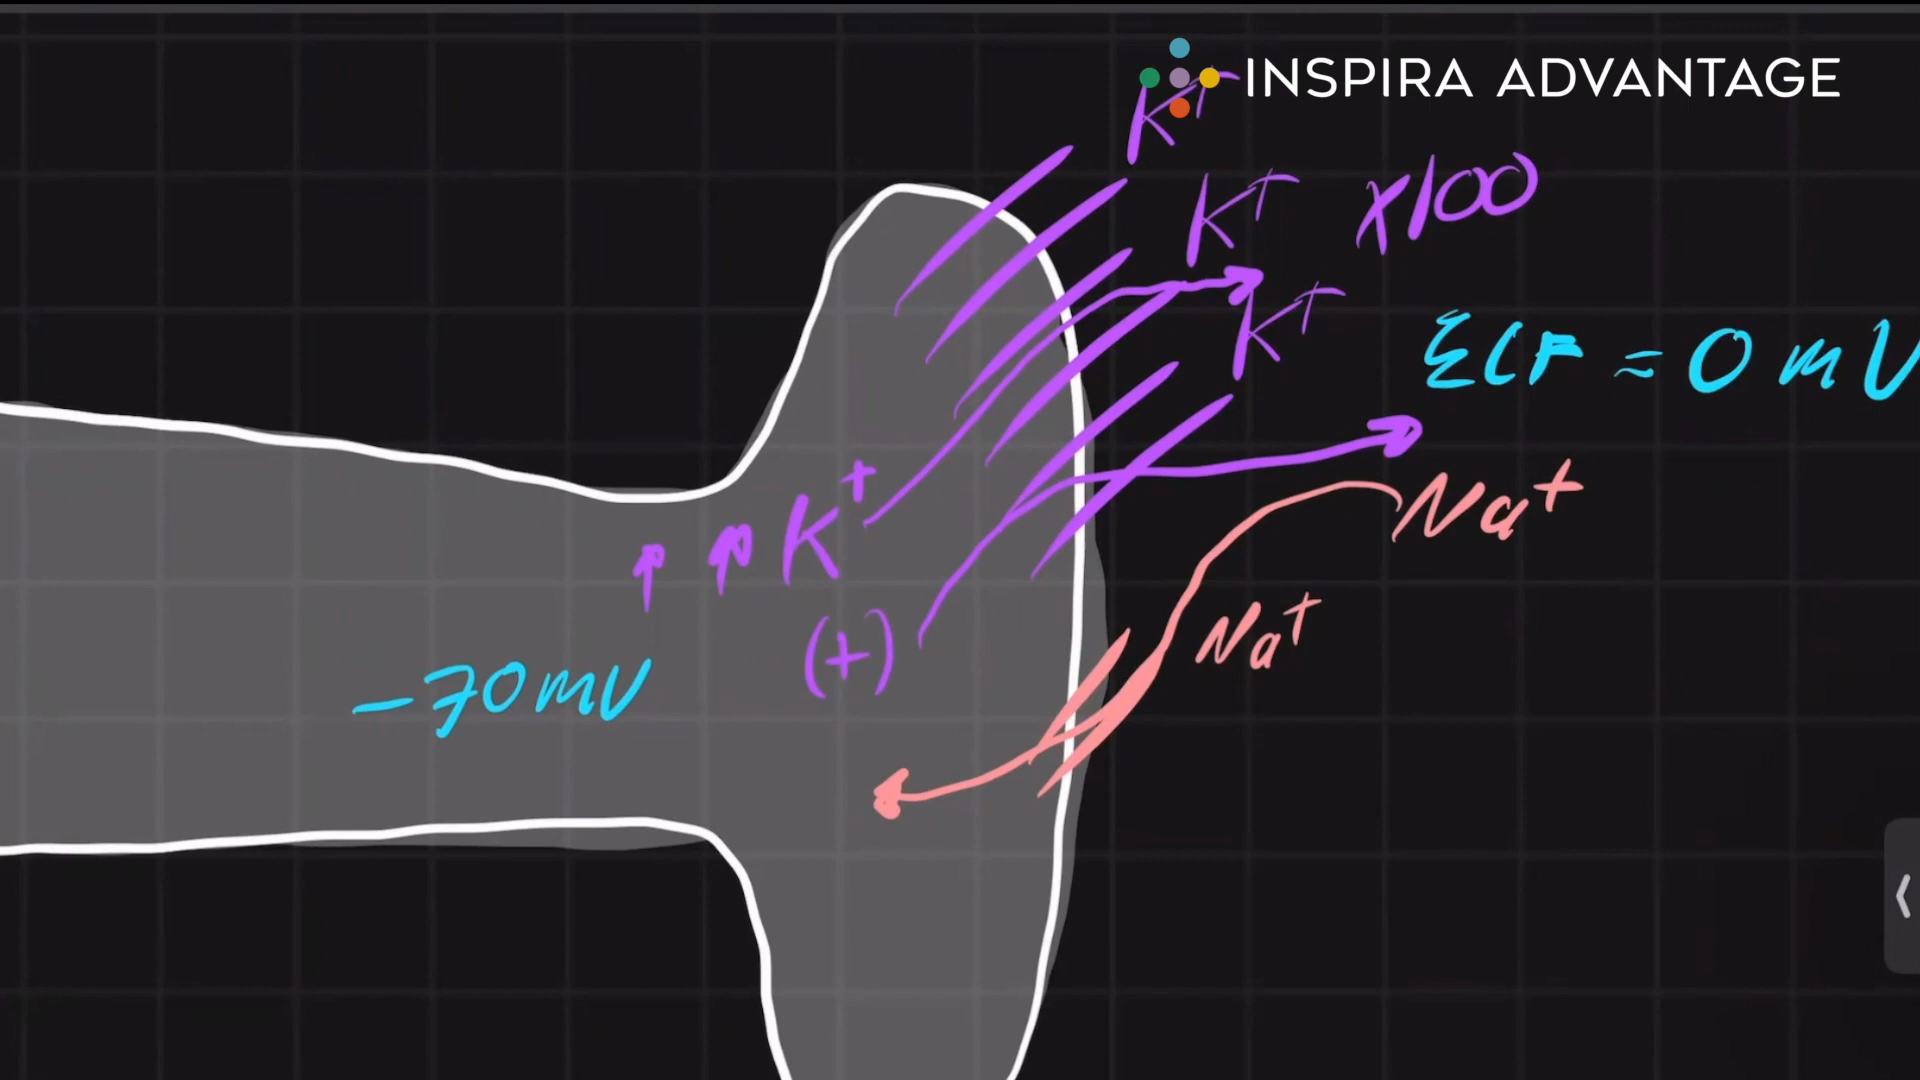 INSPIRA ADVANTAGE
K+
K+ x100
K+
ECF ≈ 0 mV
Na+
↑ ↑ K+
Na+
(+)
-70mV